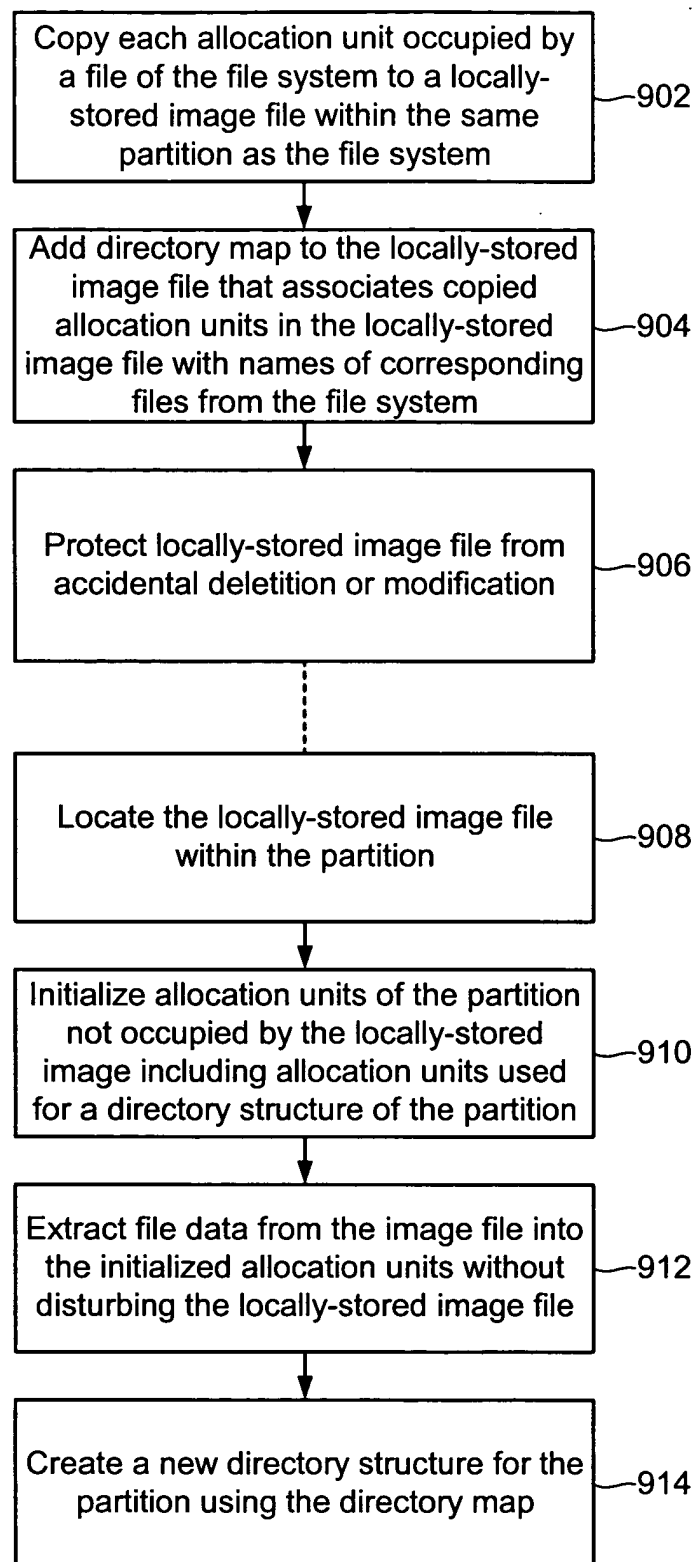 Copy each allocation unit occupied by
a file of the file system to a locally-
stored image file within the same
partition as the file system
902
Add directory map to the locally-stored
image file that associates copied
allocation units in the locally-stored
image file with names of corresponding
files from the file system
904
Protect locally-stored image file from
accidental deletition or modification
906
Locate the locally-stored image file
within the partition
908
Initialize allocation units of the partition
not occupied by the locally-stored
image including allocation units used
for a directory structure of the partition
910
Extract file data from the image file into
the initialized allocation units without
disturbing the locally-stored image file
912
Create a new directory structure for the
partition using the directory map
914